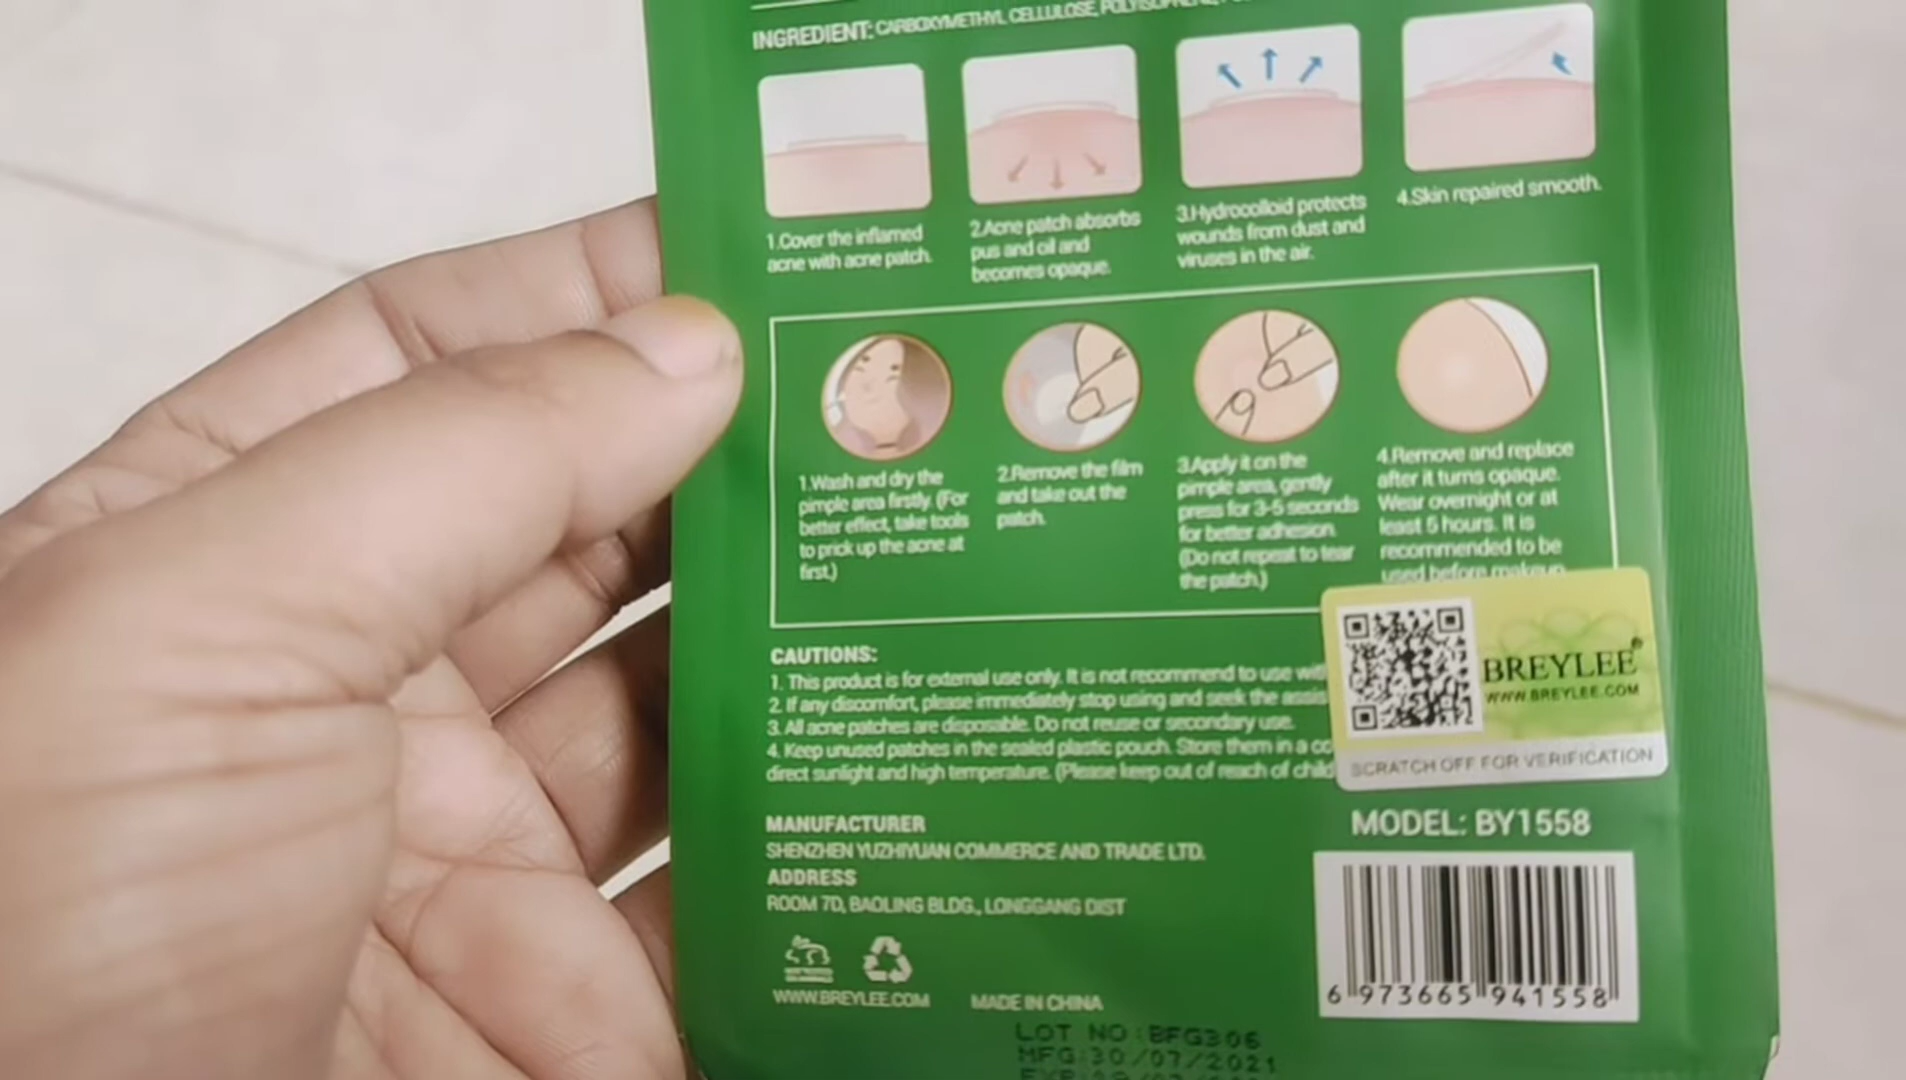 INGREDIENT: CARBOXYMETHYL CELLULOSE, POLYISOPRENE,
1.Cover the inflamed
acne with acne patch.
2.Acne patch absorbs
pus and oil and
becomes opaque.
3.Hydrocolloid protects
wounds from dust and
viruses in the air.
4.Skin repaired smooth.
1.Wash and dry the
pimple area firstly. (For
better effect, take tools
to prick up the acne at
first.)
2.Remove the film
and take out the
patch.
3.Apply it on the
pimple area, gently
press for 3-5 seconds
for better adhesion.
(Do not repeat to tear
the patch.)
4.Remove and replace
after it turns opaque.
Wear overnight or at
least 5 hours. It is
recommended to be
used before makeup
CAUTIONS:
1. This product is for external use only. It is not recommend to use
2. If any discomfort, please immediately stop using and seek the
3. All acne patches are disposable. Do not reuse or secondary use.
4. Keep unused patches in the sealed plastic pouch. Store them in a
direct sunlight and high temperature. (Please keep out of reach of
BREYLEE®
WWW.BREYLEE.COM
SCRATCH OFF FOR VERIFICATION
MANUFACTURER
SHENZHEN YUZHIYUAN COMMERCE AND TRADE LTD.
ADDRESS
ROOM 7D, BAOLING BLDG., LONGGANG DIST
WWW.BREYLEE.COM
MADE IN CHINA
MODEL: BY1558
6 973665 941558
LOT NO:BFG306
MFG:30/07/2021